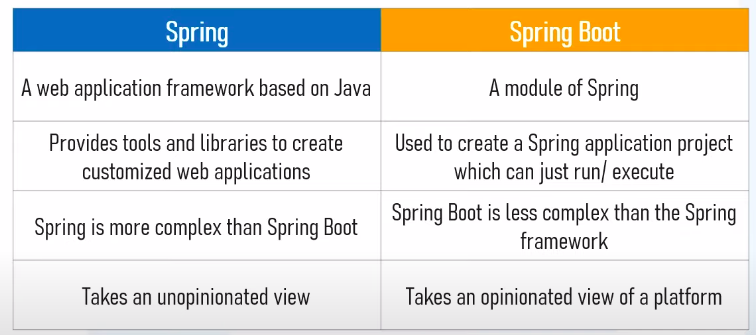 Spring
Spring Boot
A web application framework based on Java
A module of Spring
Provides tools and libraries to create
customized web applications
Used to create a Spring application project
which can just run/ execute
Spring is more complex than Spring Boot
Spring Boot is less complex than the Spring
framework
Takes an unopinionated view
Takes an opinionated view of a platform